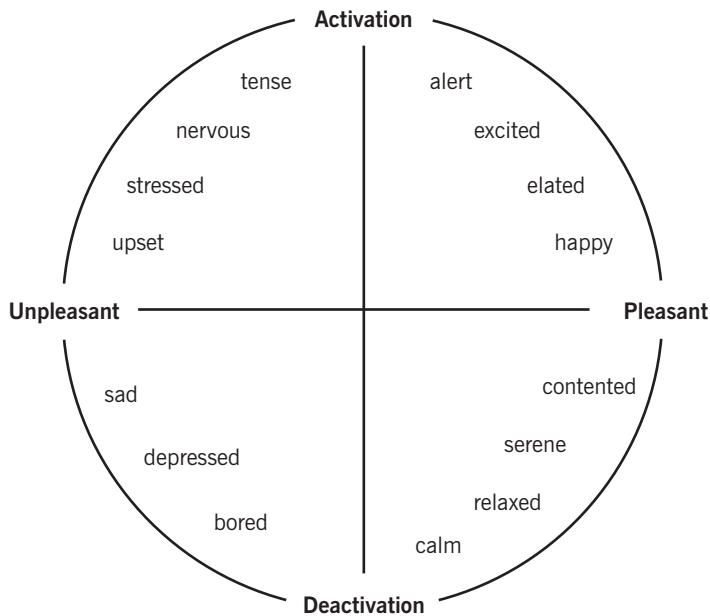 Activation
tense
alert
nervous
excited
stressed
elated
upset
happy
Unpleasant
Pleasant
sad
contented
depressed
serene
bored
relaxed
calm
Deactivation